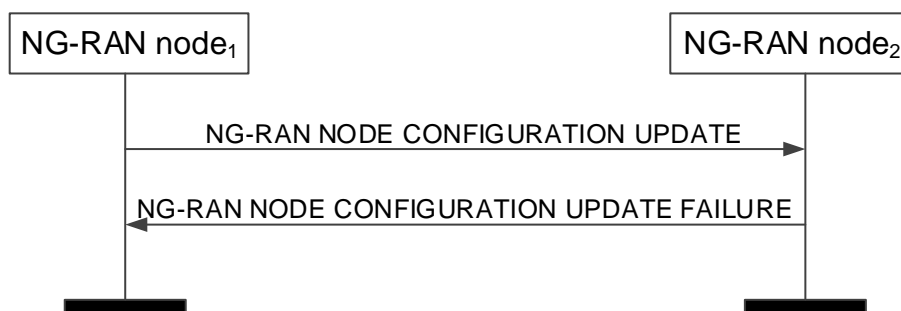 NG-RAN node₁
NG-RAN node₂
NG-RAN NODE CONFIGURATION UPDATE
NG-RAN NODE CONFIGURATION UPDATE FAILURE